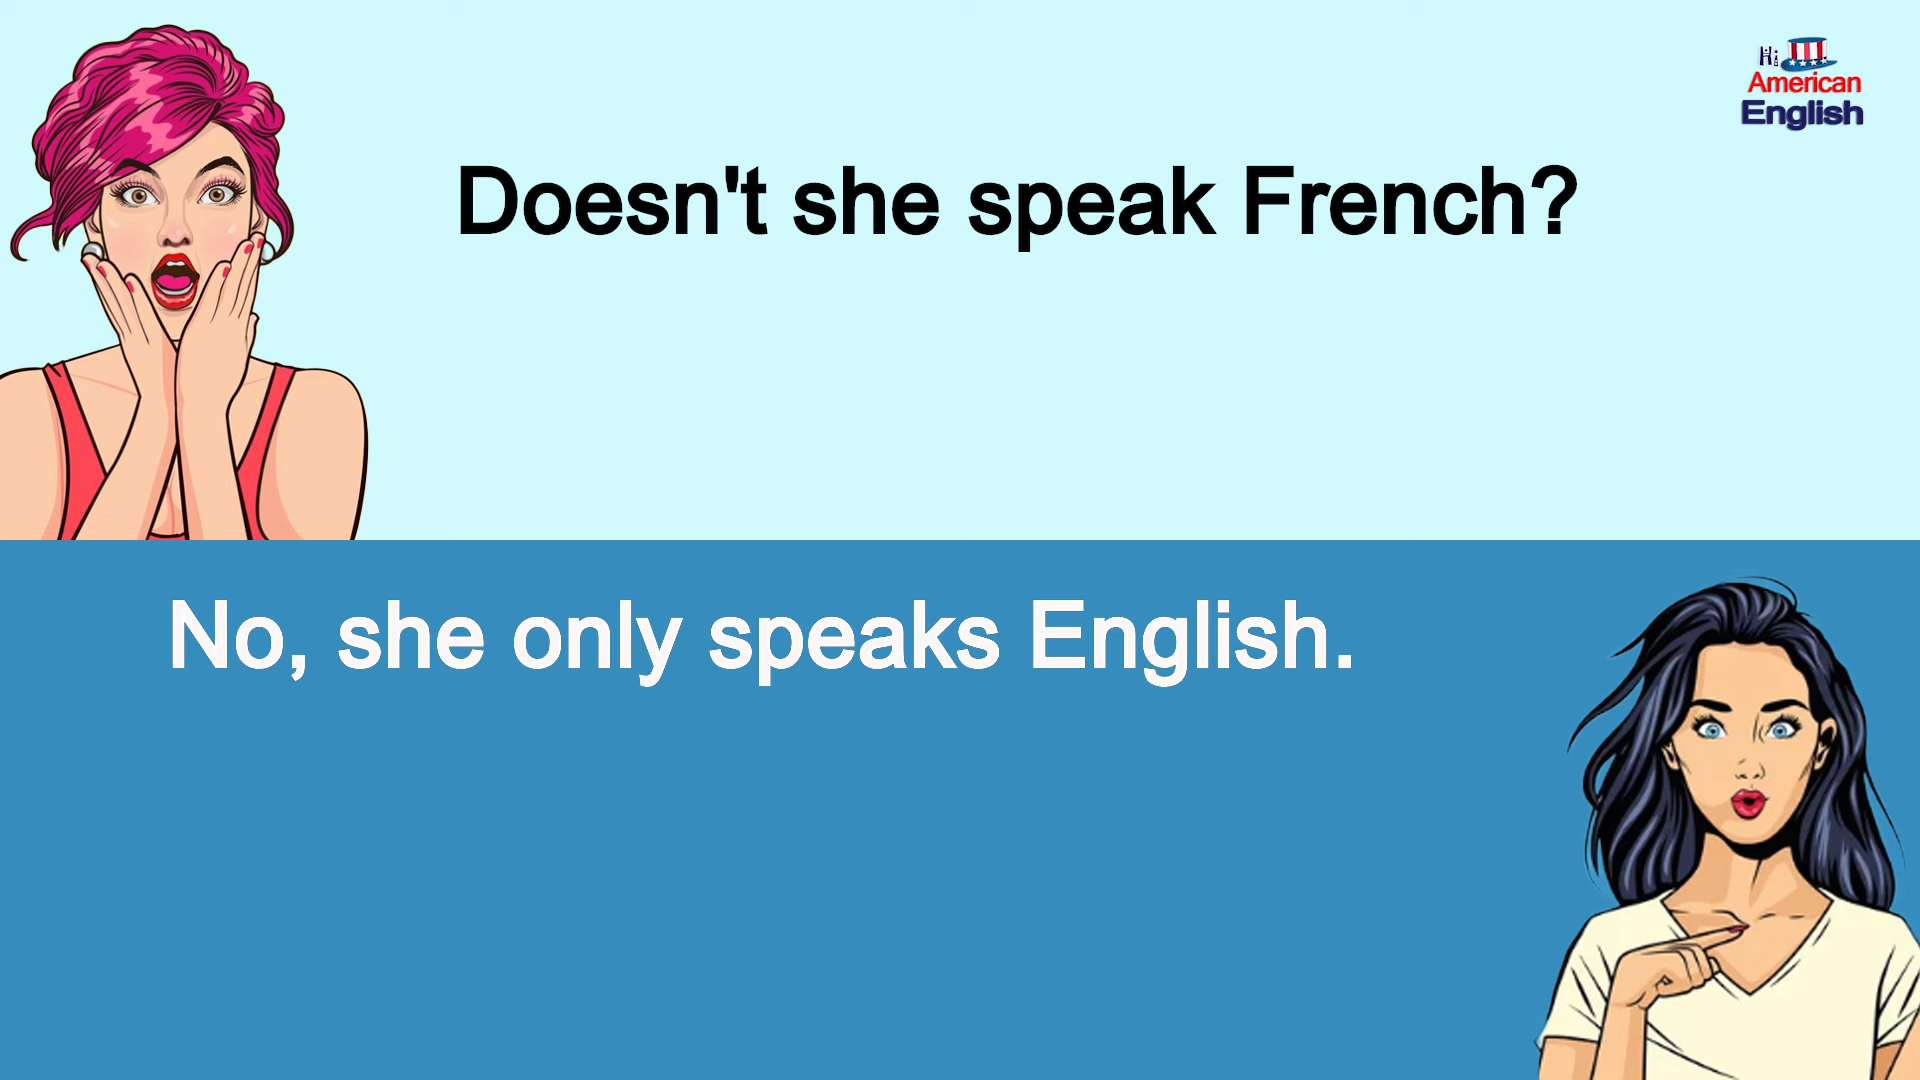 Hi
American
English
Doesn't she speak French?
No, she only speaks English.